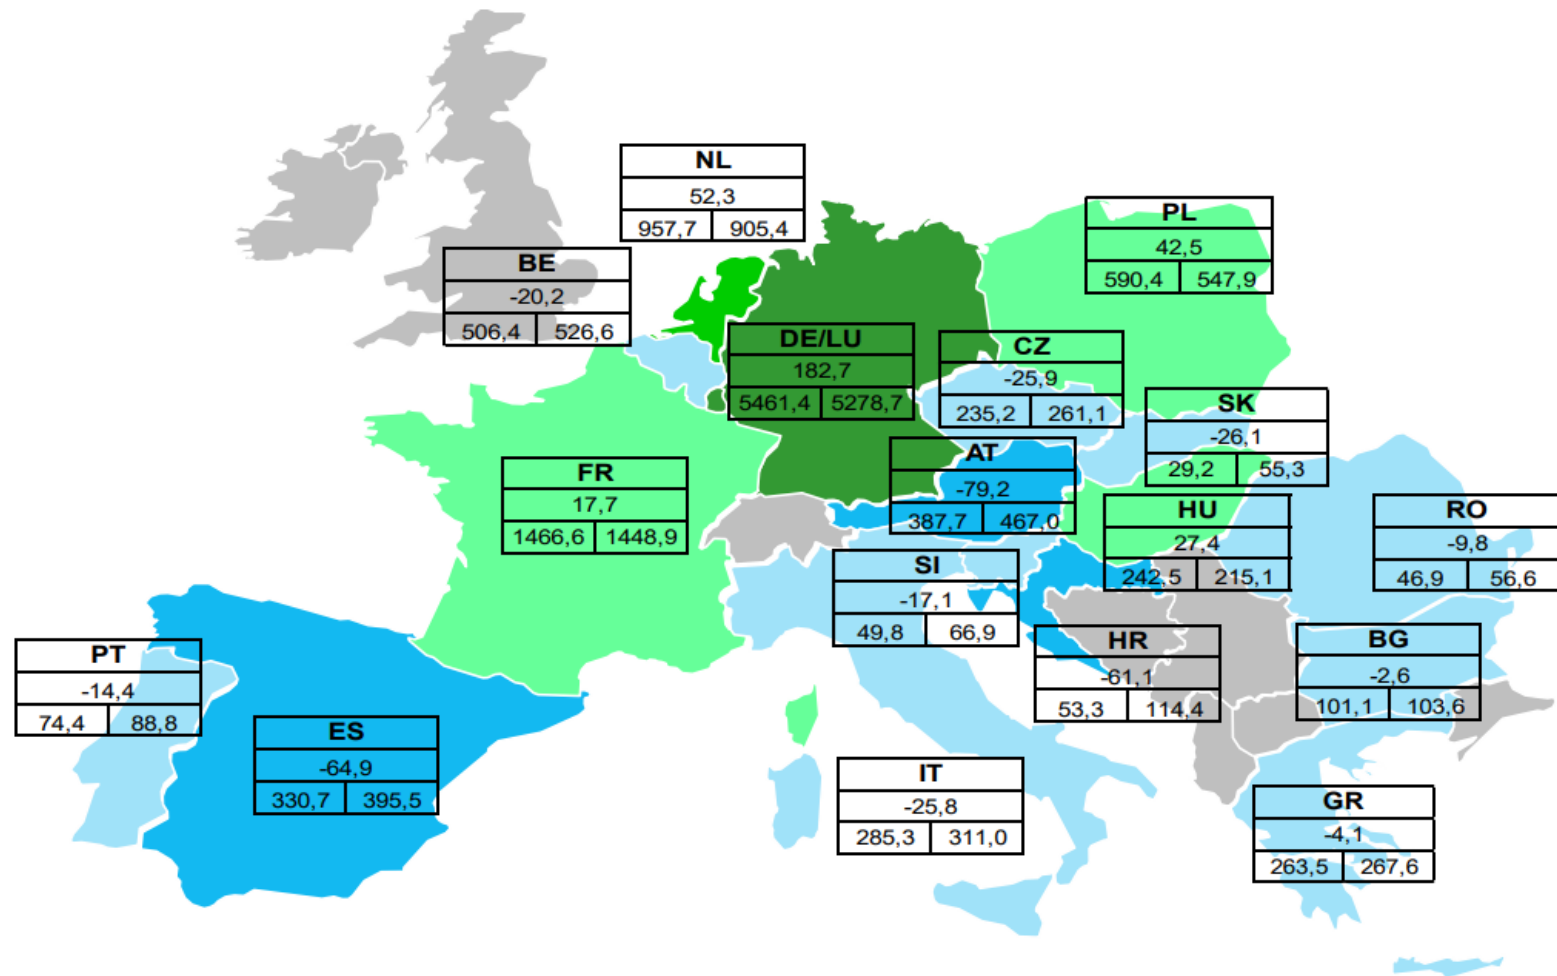 NL
52,3
957,7 905,4
PL
42,5
590,4 547,9
BE
-20,2
506,4 526,6
DE/LU
182,7
5461,4 5278,7
CZ
-25,9
235,2 261,1
SK
-26,1
29,2 55,3
AT
-79,2
387,7 467,0
FR
17,7
1466,6 1448,9
HU
27,4
242,5 215,1
RO
-9,8
46,9 56,6
SI
-17,1
49,8 66,9
HR
-61,1
53,3 114,4
BG
-2,6
101,1 103,6
PT
-14,4
74,4 88,8
ES
-64,9
330,7 395,5
IT
-25,8
285,3 311,0
GR
-4,1
263,5 267,6